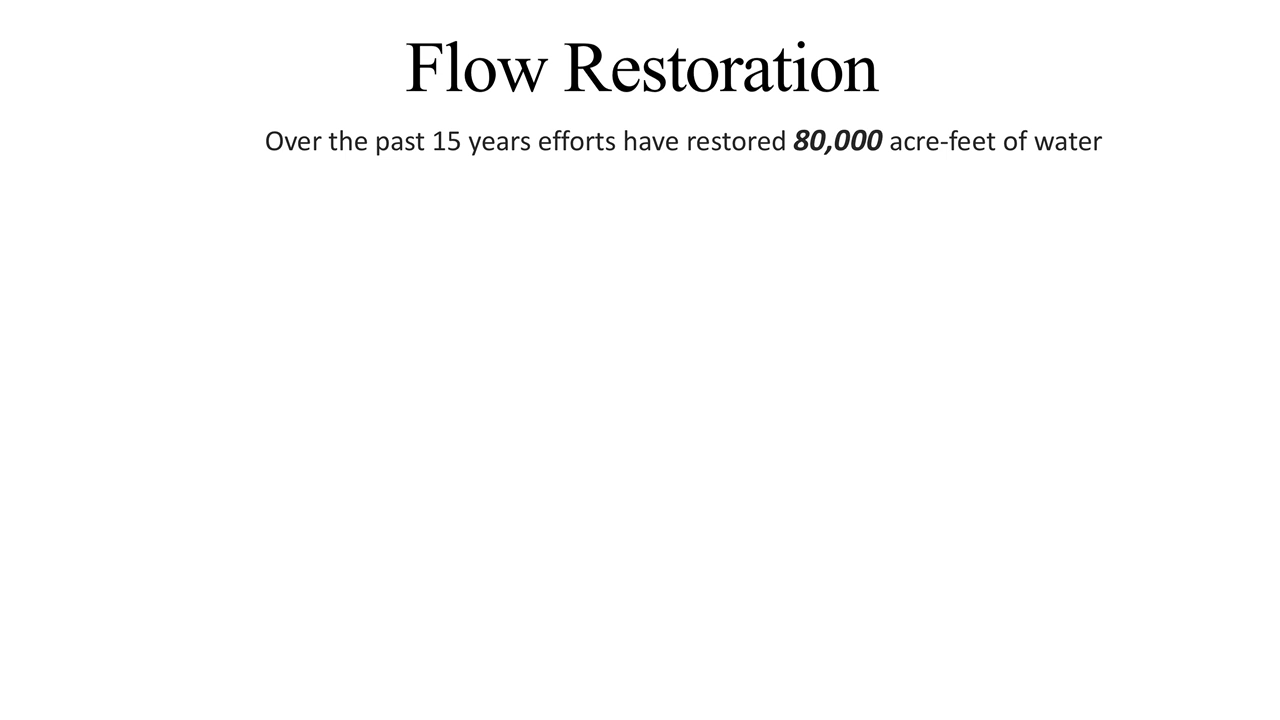 Flow Restoration
Over the past 15 years efforts have restored 80,000 acre-feet of water